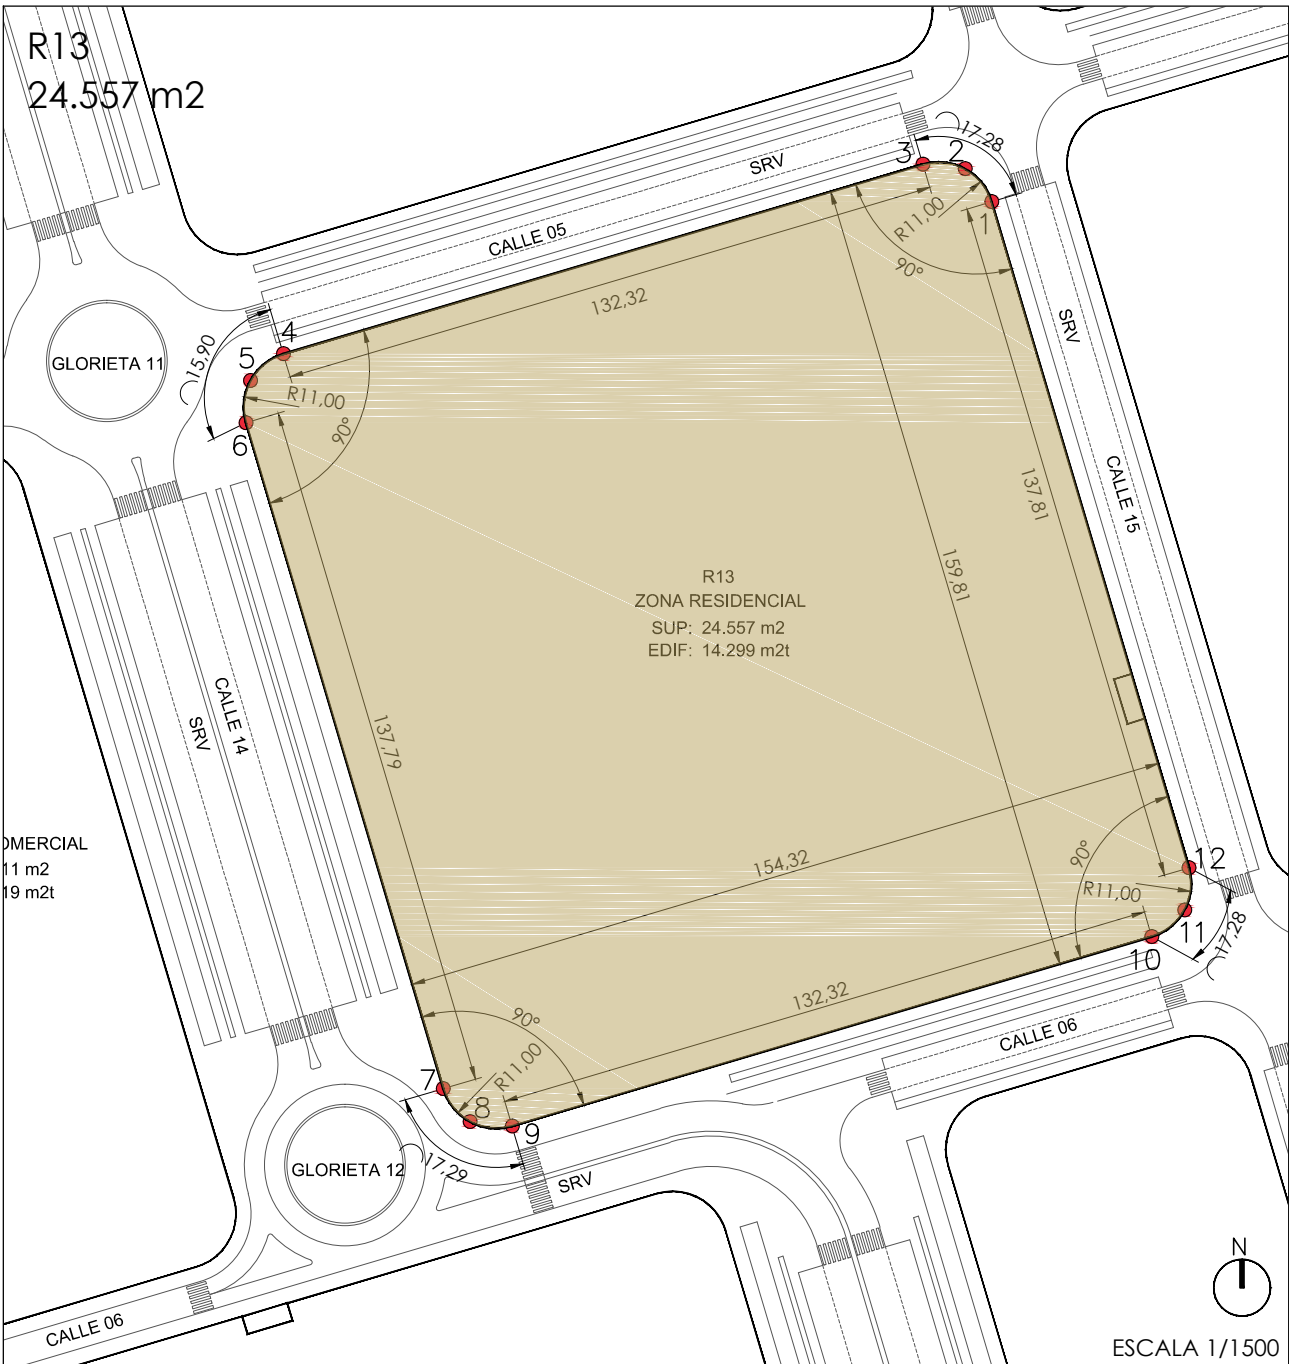 R13
24.557 m2
3
2
17,28
SRV
1
R11,00
CALLE 05
90°
132,32
SRV
15,90
4
GLORIETA 11
5
R11,00
90°
6
CALLE 15
137,81
159,81
R13
ZONA RESIDENCIAL
SUP: 24.557 m2
EDIF: 14.299 m2t
CALLE 14
SRV
137,79
OMERCIAL
11 m2
19 m2t
90°
12
154,32
R11,00
11
17,28
10
132,32
90°
CALLE 06
R11,00
7
8
9
17,29
GLORIETA 12
SRV
N
CALLE 06
ESCALA 1/1500